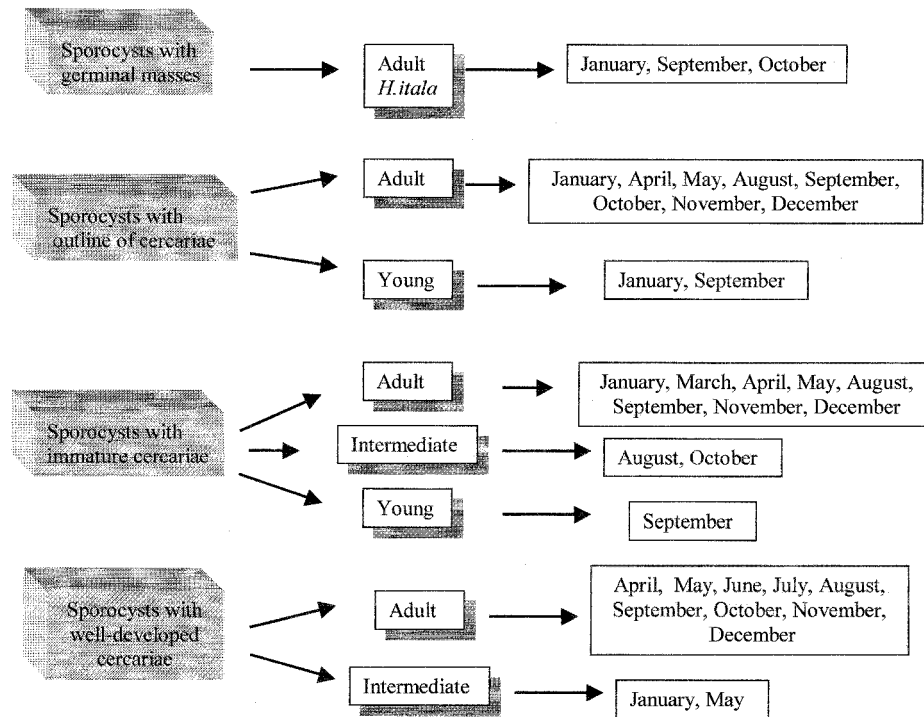 Sporocysts with
germinal masses
Adult
H.itala
January, September, October
Sporocysts with
outline of cercariae
Adult
January, April, May, August, September,
October, November, December
Young
January, September
Sporocysts with
immature cercariae
Adult
January, March, April, May, August,
September, November, December
Intermediate
August, October
Young
September
Sporocysts with
well-developed
cercariae
Adult
April, May, June, July, August,
September, October, November,
December
Intermediate
January, May